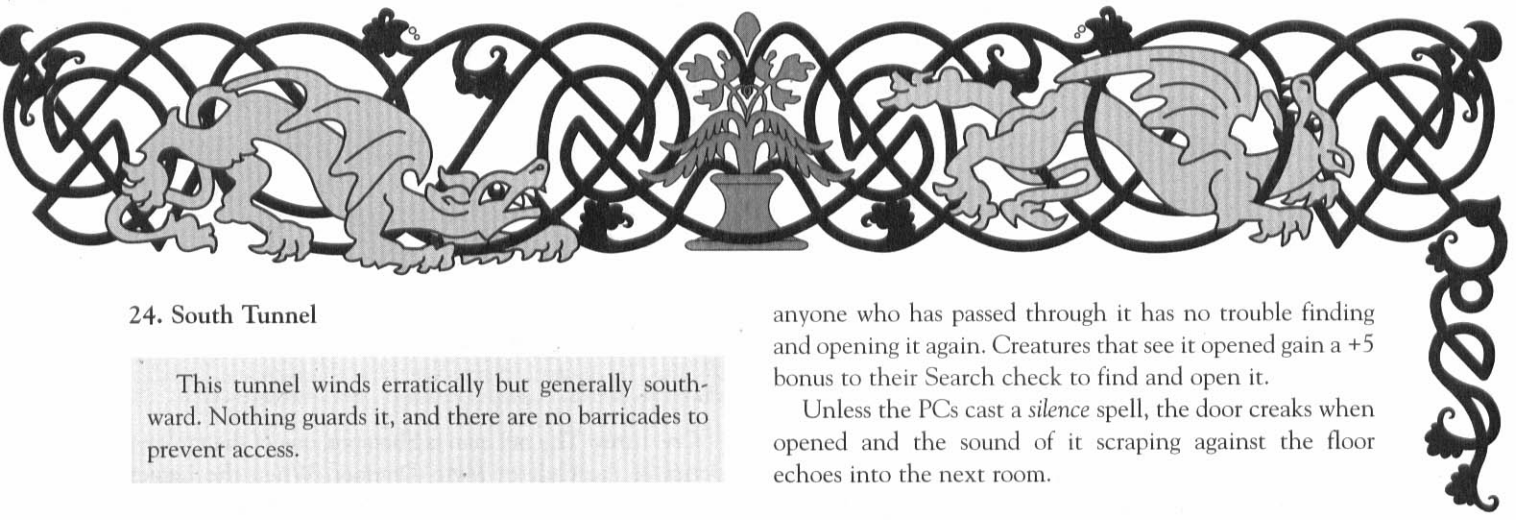 24. South Tunnel
This tunnel winds erratically but generally south-
ward. Nothing guards it, and there are no barricades to
prevent access.
anyone who has passed through it has no trouble finding
and opening it again. Creatures that see it opened gain a +5
bonus to their Search check to find and open it.
Unless the PCs cast a silence spell, the door creaks when
opened and the sound of it scraping against the floor
echoes into the next room.